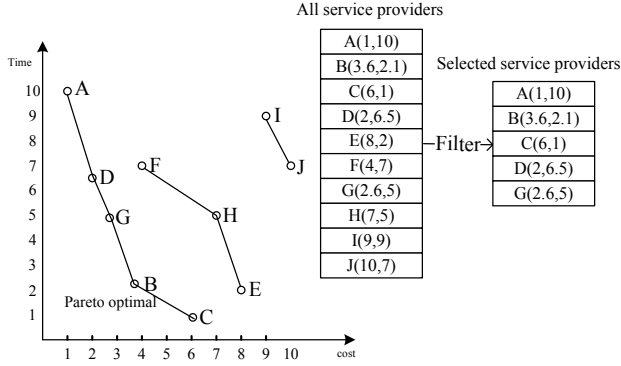 All service providers
A(1,10)
B(3.6,2.1)
C(6,1)
D(2,6.5)
E(8,2)
F(4,7)
G(2.6,5)
H(7,5)
I(9,9)
J(10,7)
Filter
Selected service providers
A(1,10)
B(3.6,2.1)
C(6,1)
D(2,6.5)
G(2.6,5)
Time
10
9
8
7
6
5
4
3
2
1
A
I
F
J
D
G
H
B
E
C
Pareto optimal
1 2 3 4 5 6 7 8 9 10 cost